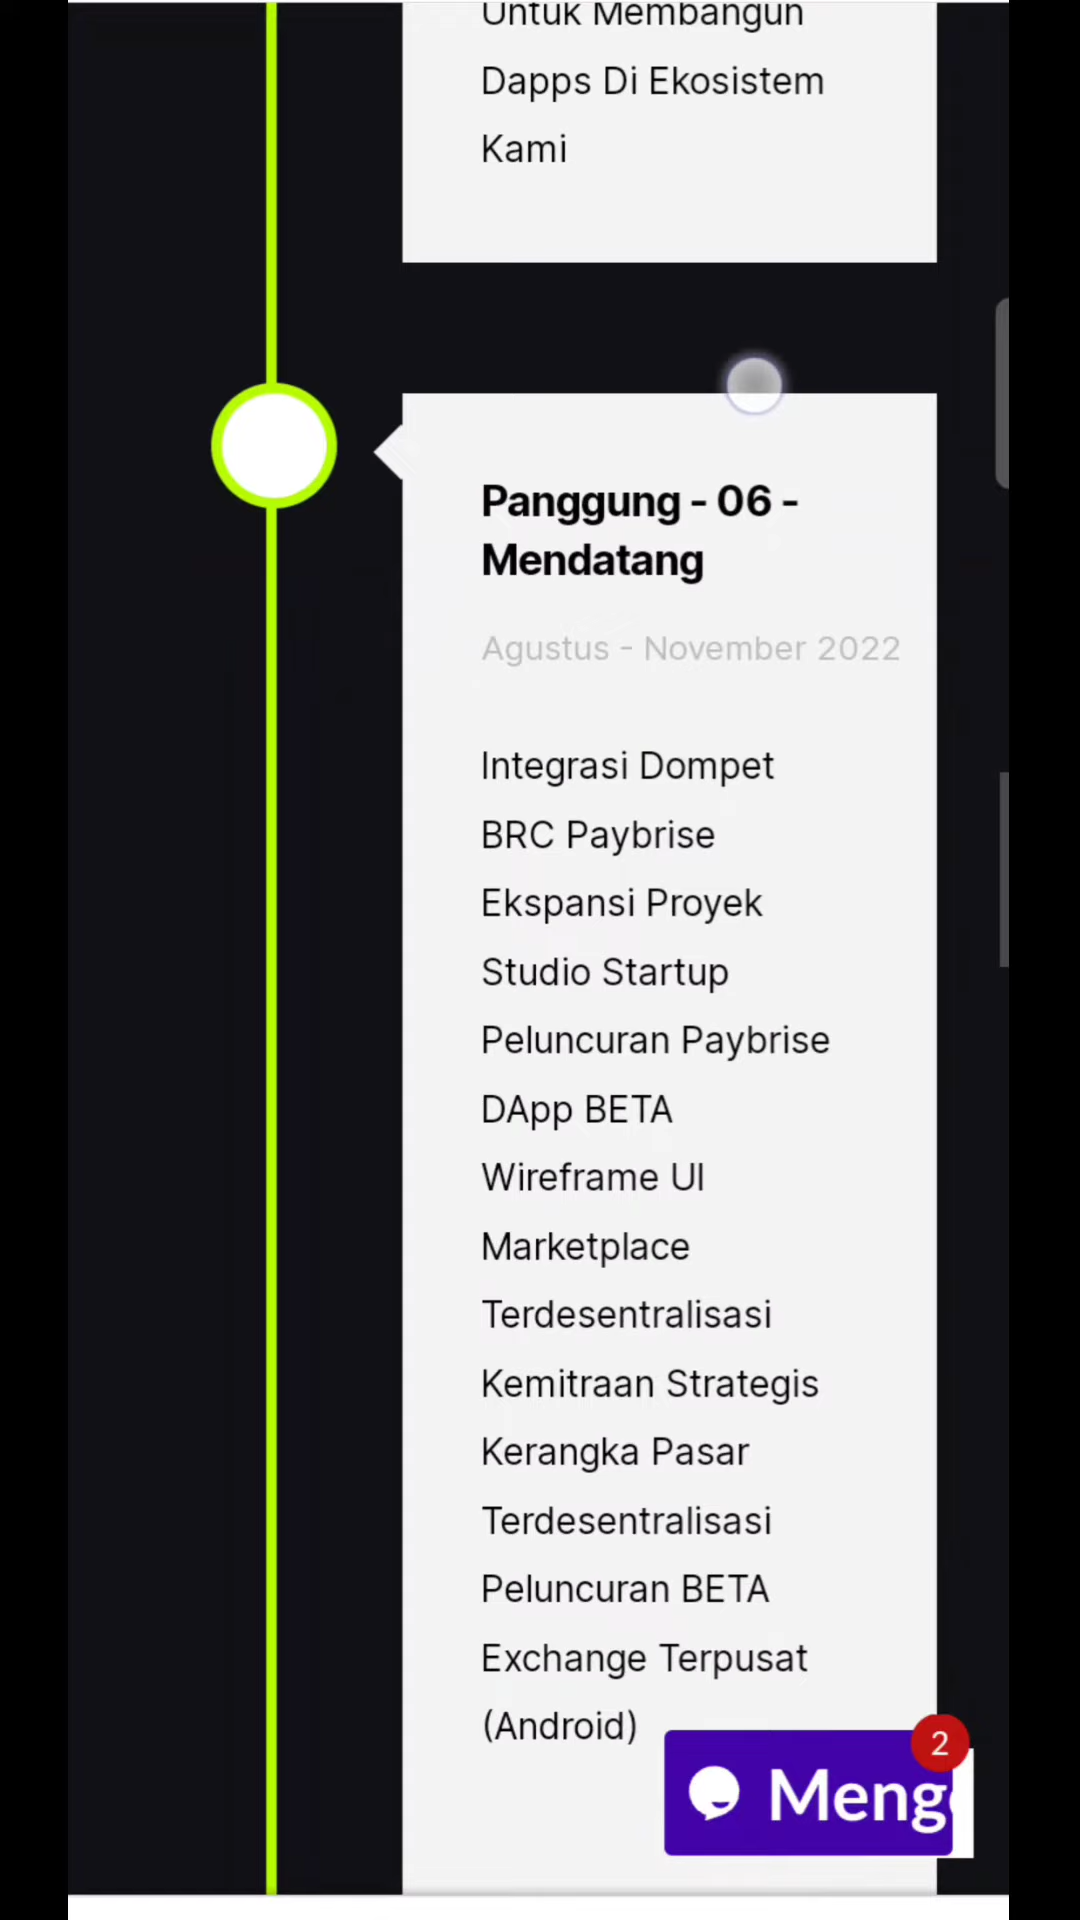 Untuk Membangun
Dapps Di Ekosistem
Kami
Panggung - 06 -
Mendatang
Agustus - November 2022
Integrasi Dompet
BRC Paybrise
Ekspansi Proyek
Studio Startup
Peluncuran Paybrise
DApp BETA
Wireframe UI
Marketplace
Terdesentralisasi
Kemitraan Strategis
Kerangka Pasar
Terdesentralisasi
Peluncuran BETA
Exchange Terpusat
(Android)
2